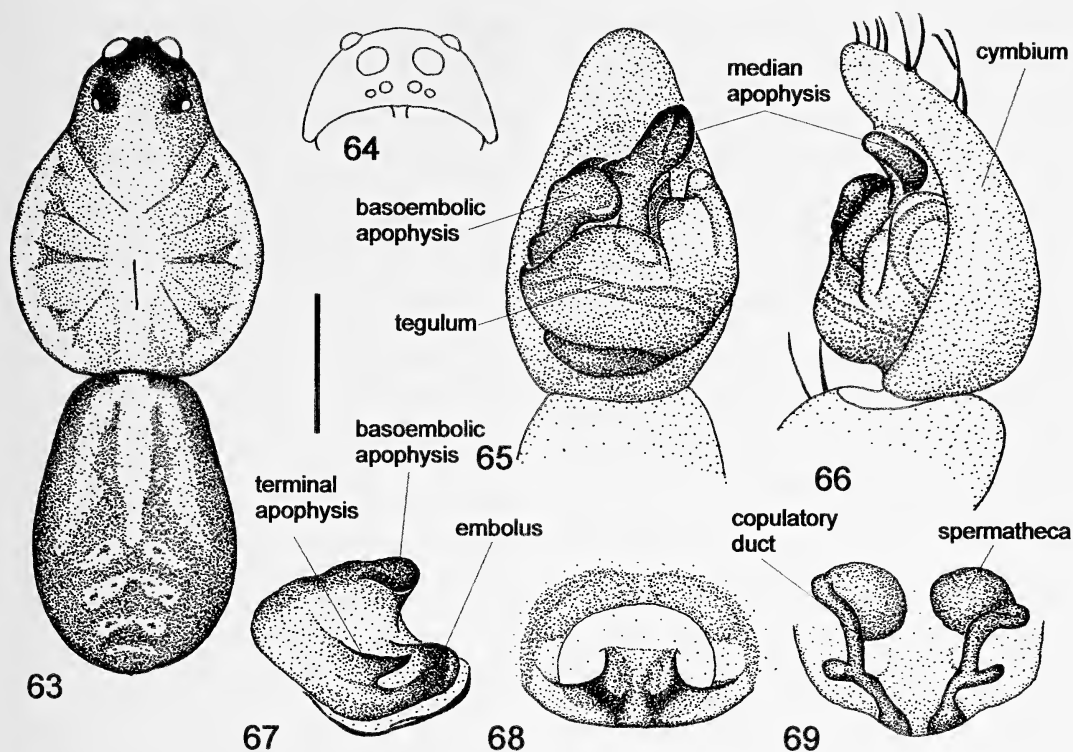 64
median
apophysis
cymbium
basoembolic
apophysis
tegulum
65
66
basoembolic
apophysis
terminal
apophysis
embolus
copulatory
duct
spermatheca
63
67
68
69